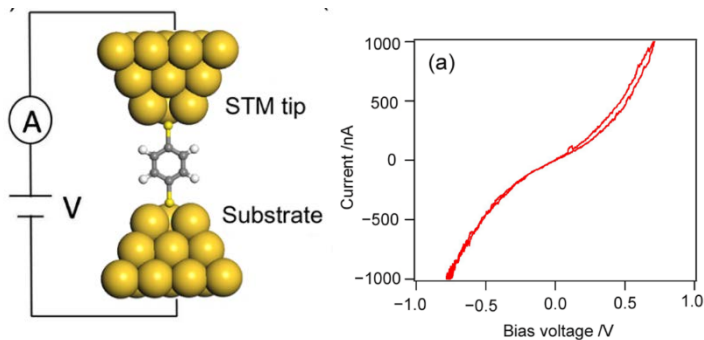 A
V
STM tip
Substrate
(a)
Current /nA
1000
500
0
−500
−1000
−1.0 −0.5 0.0 0.5 1.0
Bias voltage /V